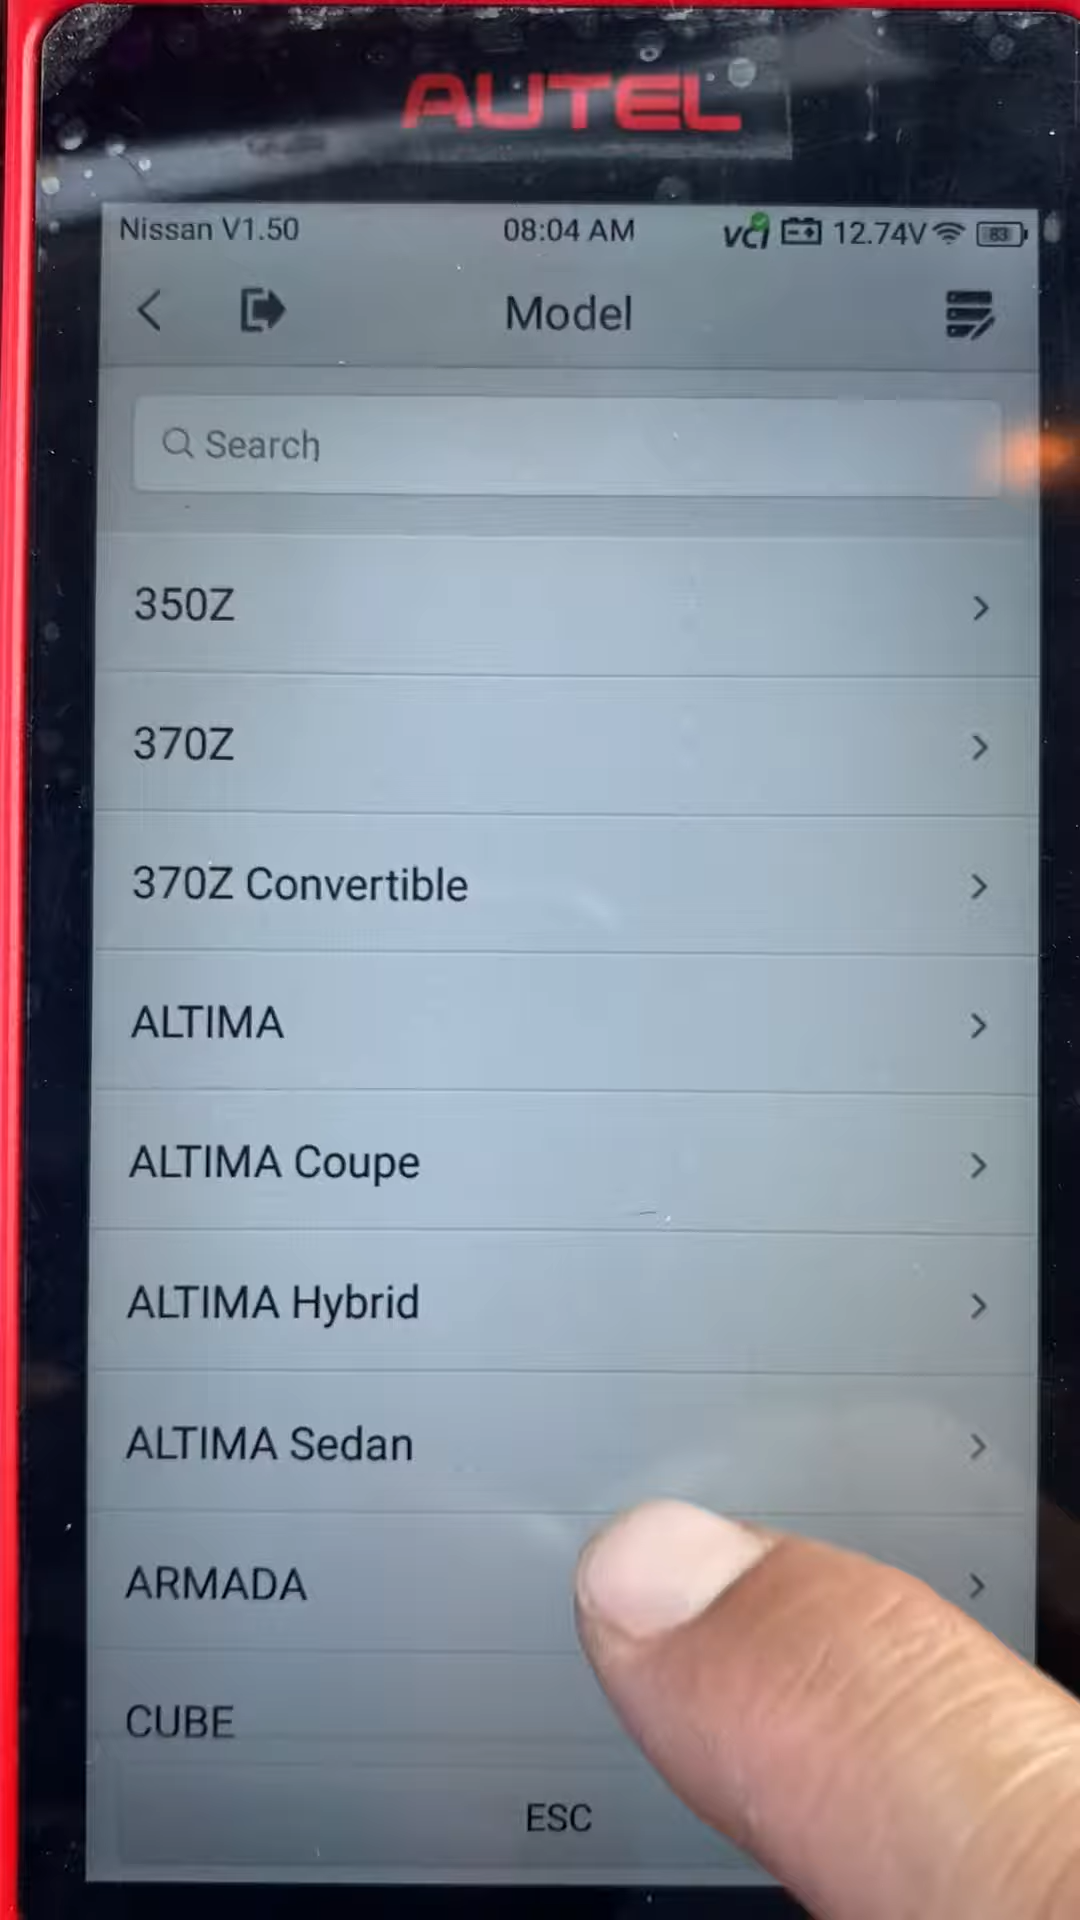 AUTEL
Nissan V1.50 08:04 AM VCI 12.74V 83
Model
Search
350Z
370Z
370Z Convertible
ALTIMA
ALTIMA Coupe
ALTIMA Hybrid
ALTIMA Sedan
ARMADA
CUBE
ESC